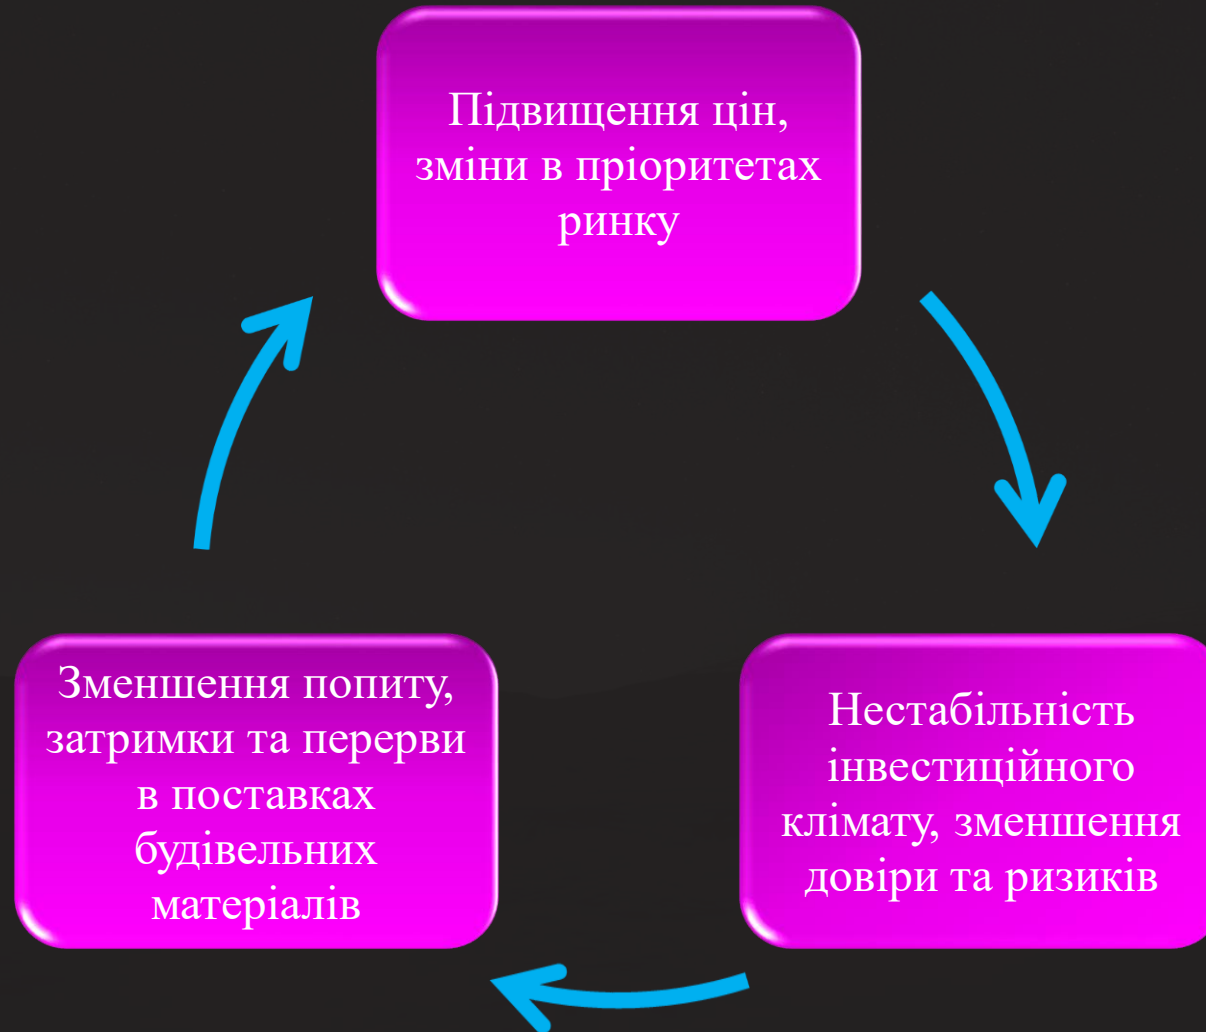 Підвищення цін,
зміни в пріоритетах
ринку
Зменшення попиту,
затримки та перерви
в поставках
будівельних
матеріалів
Нестабільність
інвестиційного
клімату, зменшення
довіри та ризиків